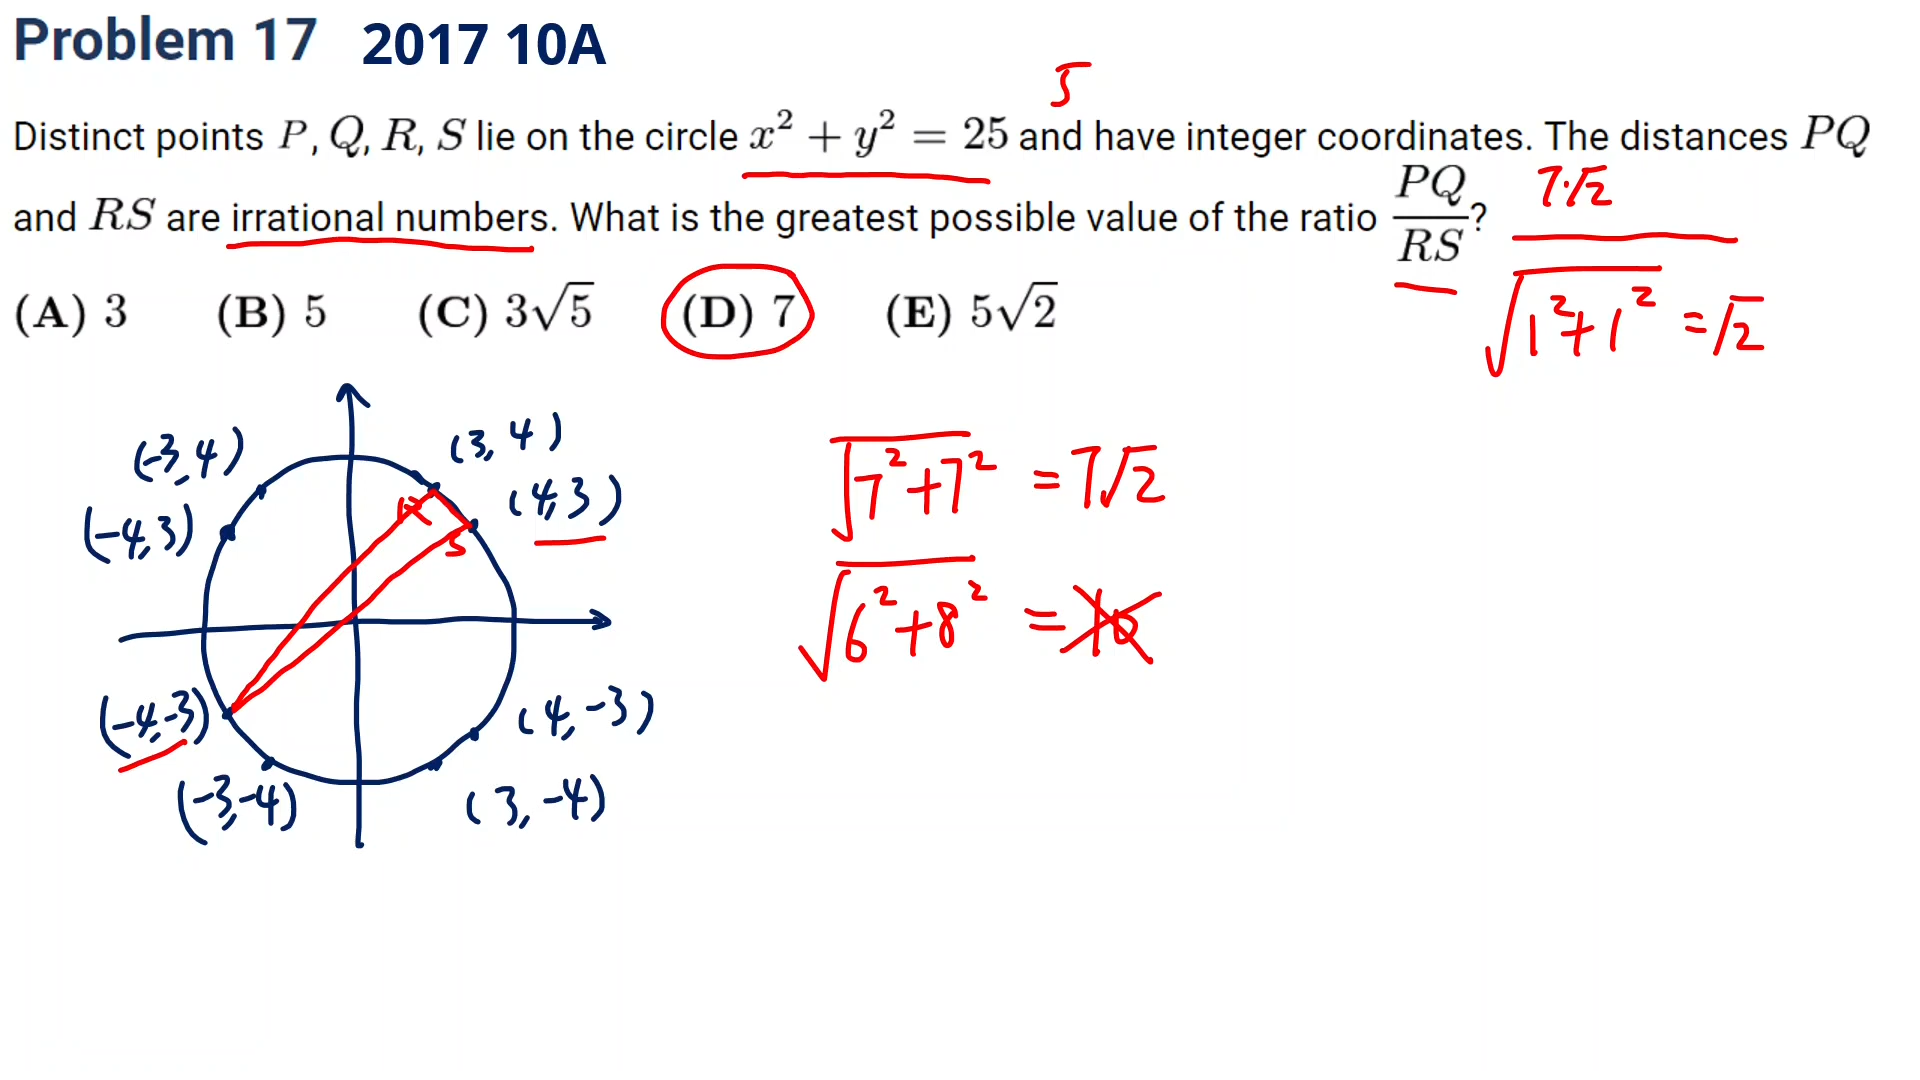 Problem 17 2017 10A
5
Distinct points P, Q, R, S lie on the circle x² + y² = 25 and have integer coordinates. The distances PQ
and RS are irrational numbers. What is the greatest possible value of the ratio PQ/RS?
7·√2
√1²+1² = √2
(A) 3 (B) 5 (C) 3√5 (D) 7 (E) 5√2
(-3,4) (3,4)
(-4,3) (4,3)
R
S
√7²+7² = 7√2
√6²+8² = 10
(-4,-3) (4,-3)
(-3,-4) (3,-4)